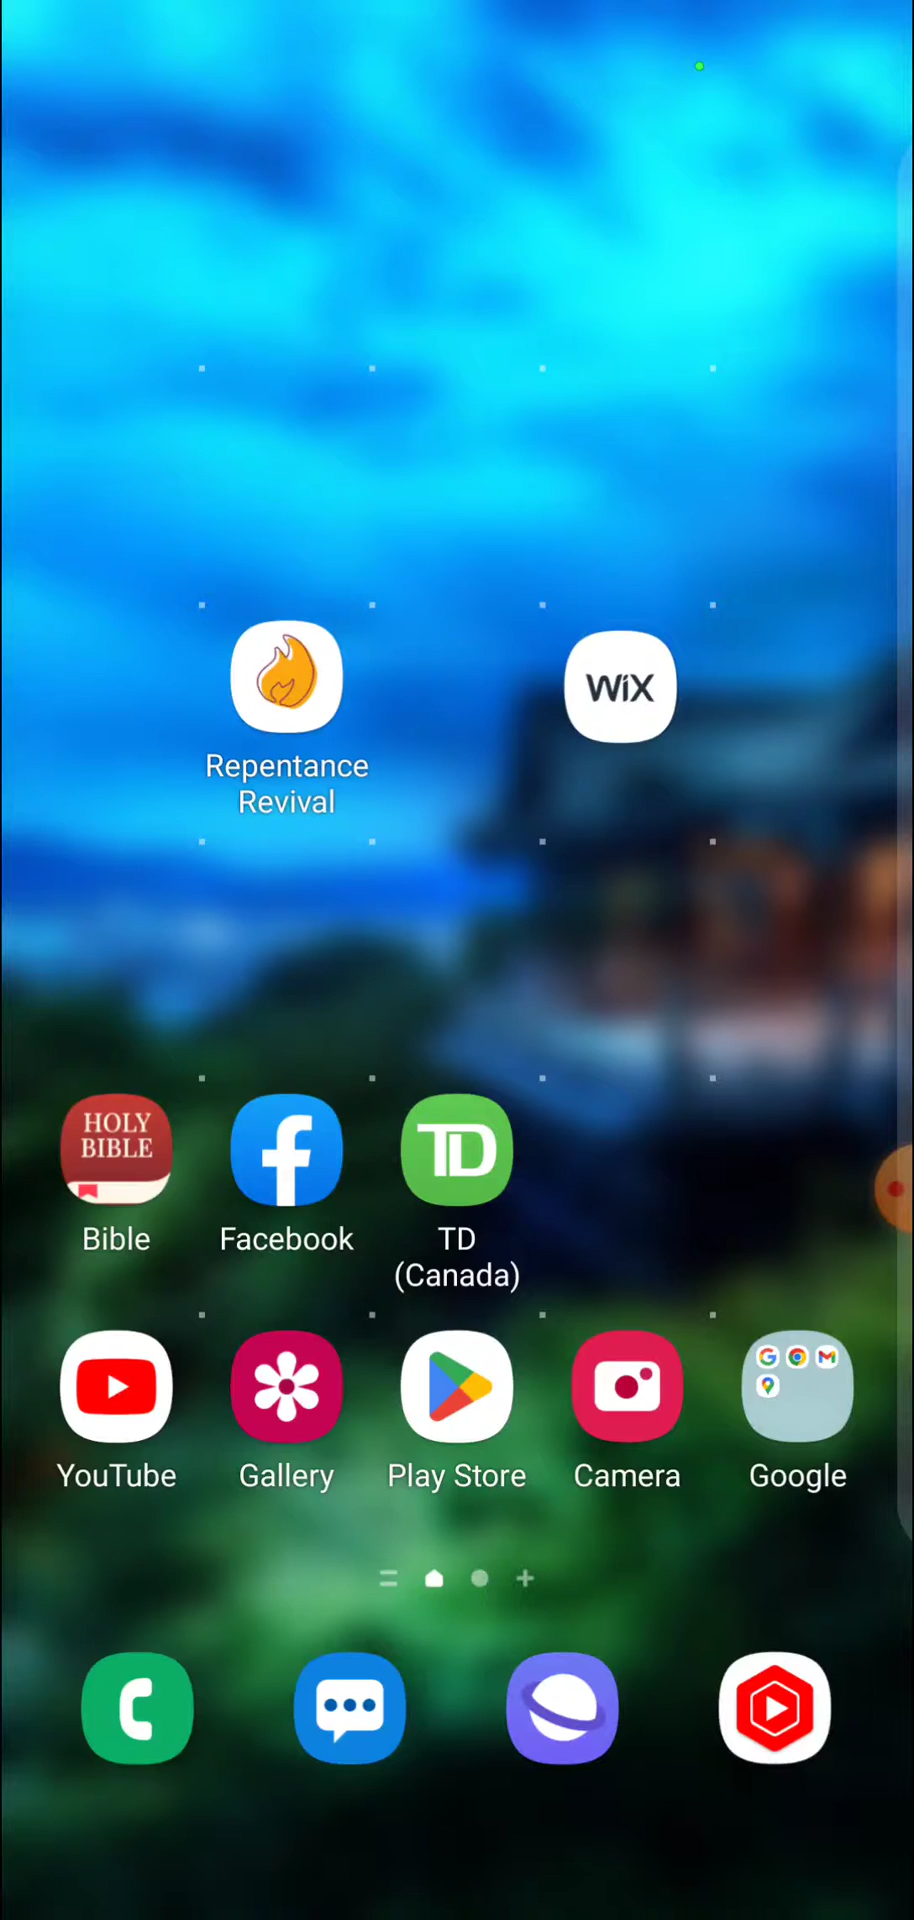 WiX
Repentance
Revival
HOLY
BIBLE
TD
Bible
Facebook
TD
(Canada)
YouTube
Gallery
Play Store
Camera
Google